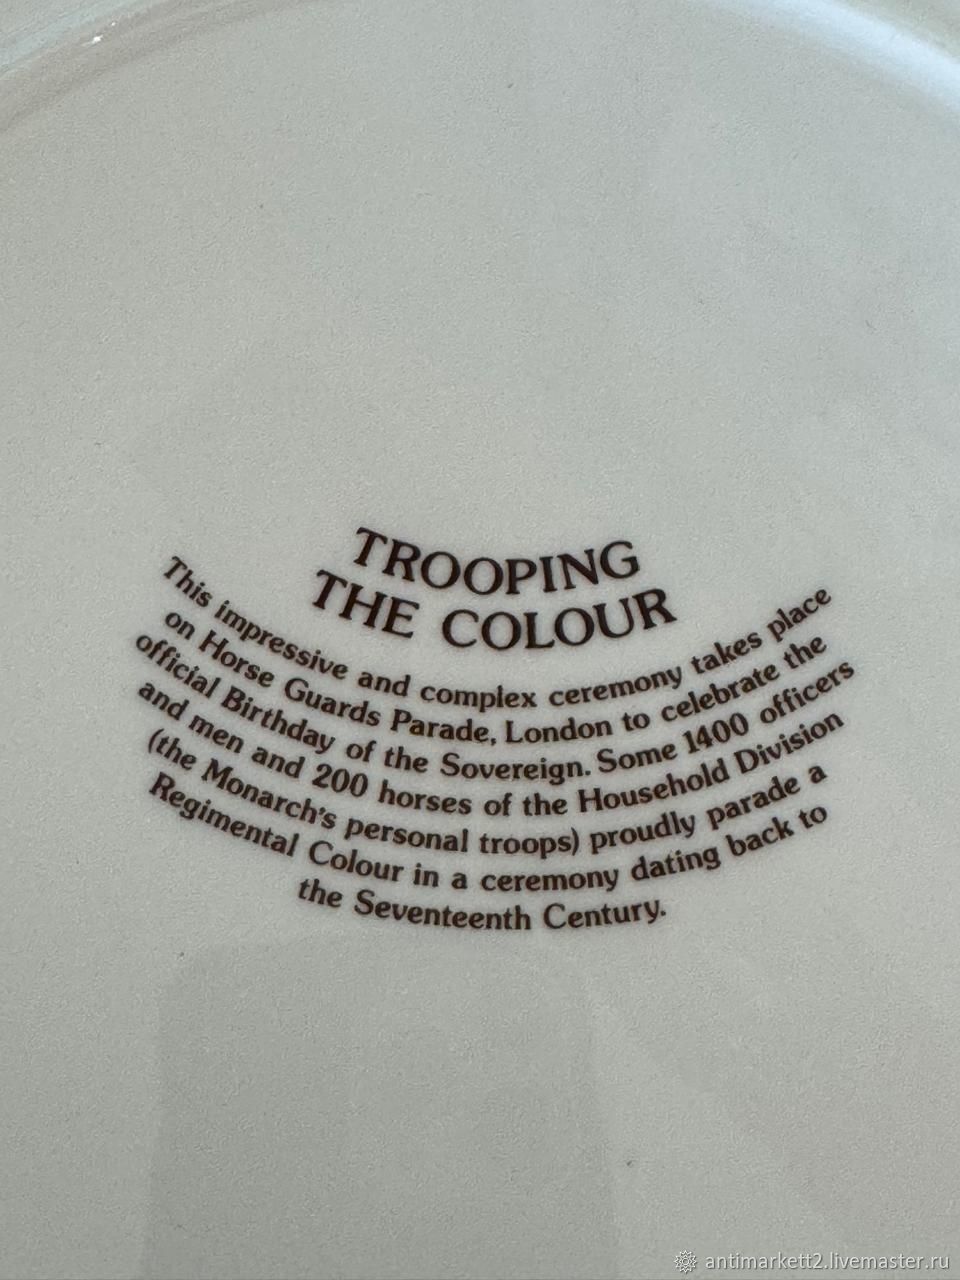 TROOPING
THE COLOUR
This impressive and complex ceremony takes place
on Horse Guards Parade, London to celebrate the
official Birthday of the Sovereign. Some 1400 officers
and men and 200 horses of the Household Division
(the Monarch's personal troops) proudly parade a
Regimental Colour in a ceremony dating back to
the Seventeenth Century.
antimarkett2.livemaster.ru